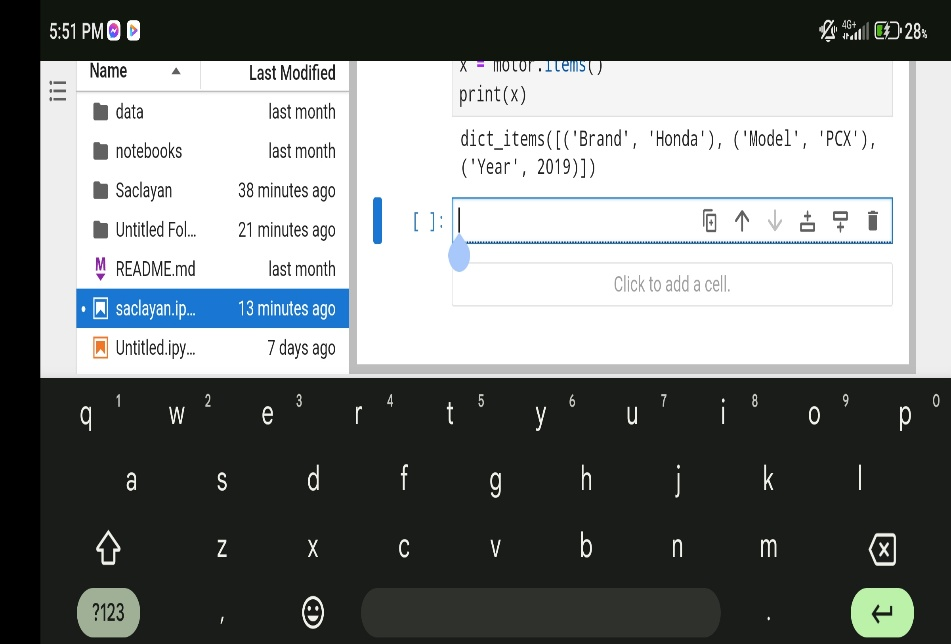 5:51 PM
4G+
28%
Name Last Modified
data last month
notebooks last month
Saclayan 38 minutes ago
Untitled Fol... 21 minutes ago
README.md last month
saclayan.ip... 13 minutes ago
Untitled.ipy... 7 days ago
x = motor.items()
print(x)
dict_items([('Brand', 'Honda'), ('Model', 'PCX'),
('Year', 2019)])
[ ]:
Click to add a cell.
q 1 w 2 e 3 r 4 t 5 y 6 u 7 i 8 o 9 p 0
a s d f g h j k l
z x c v b n m
?123 , .